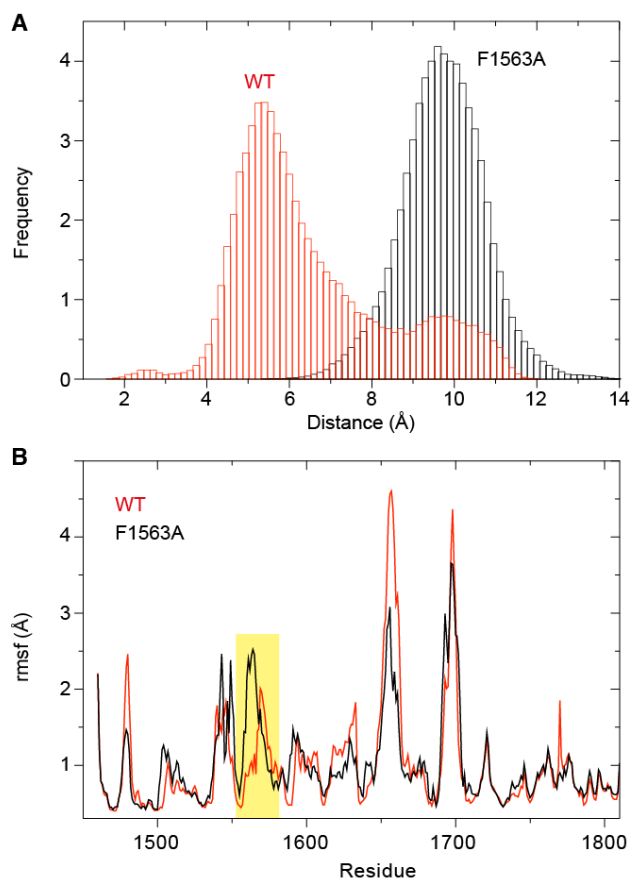 A
WT
F1563A
Frequency
4
3
2
1
0
2 4 6 8 10 12 14
Distance (Å)
B
WT
F1563A
rmsf (Å)
4
3
2
1
1500 1600 1700 1800
Residue